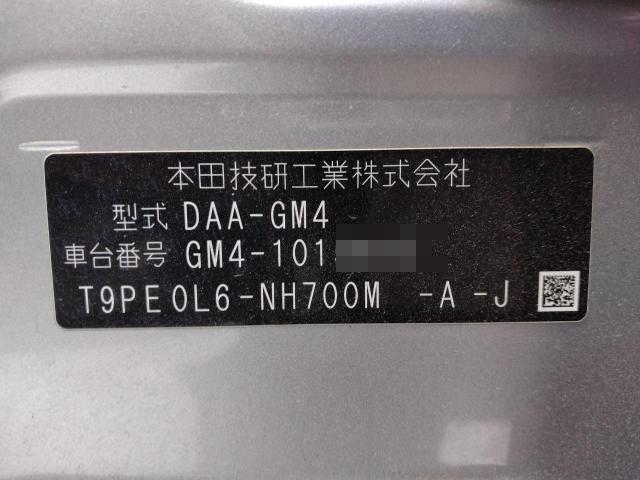 本田技研工業株式会社
型式 DAA-GM4
車台番号 GM4-101
T9PE0L6-NH700M -A-J